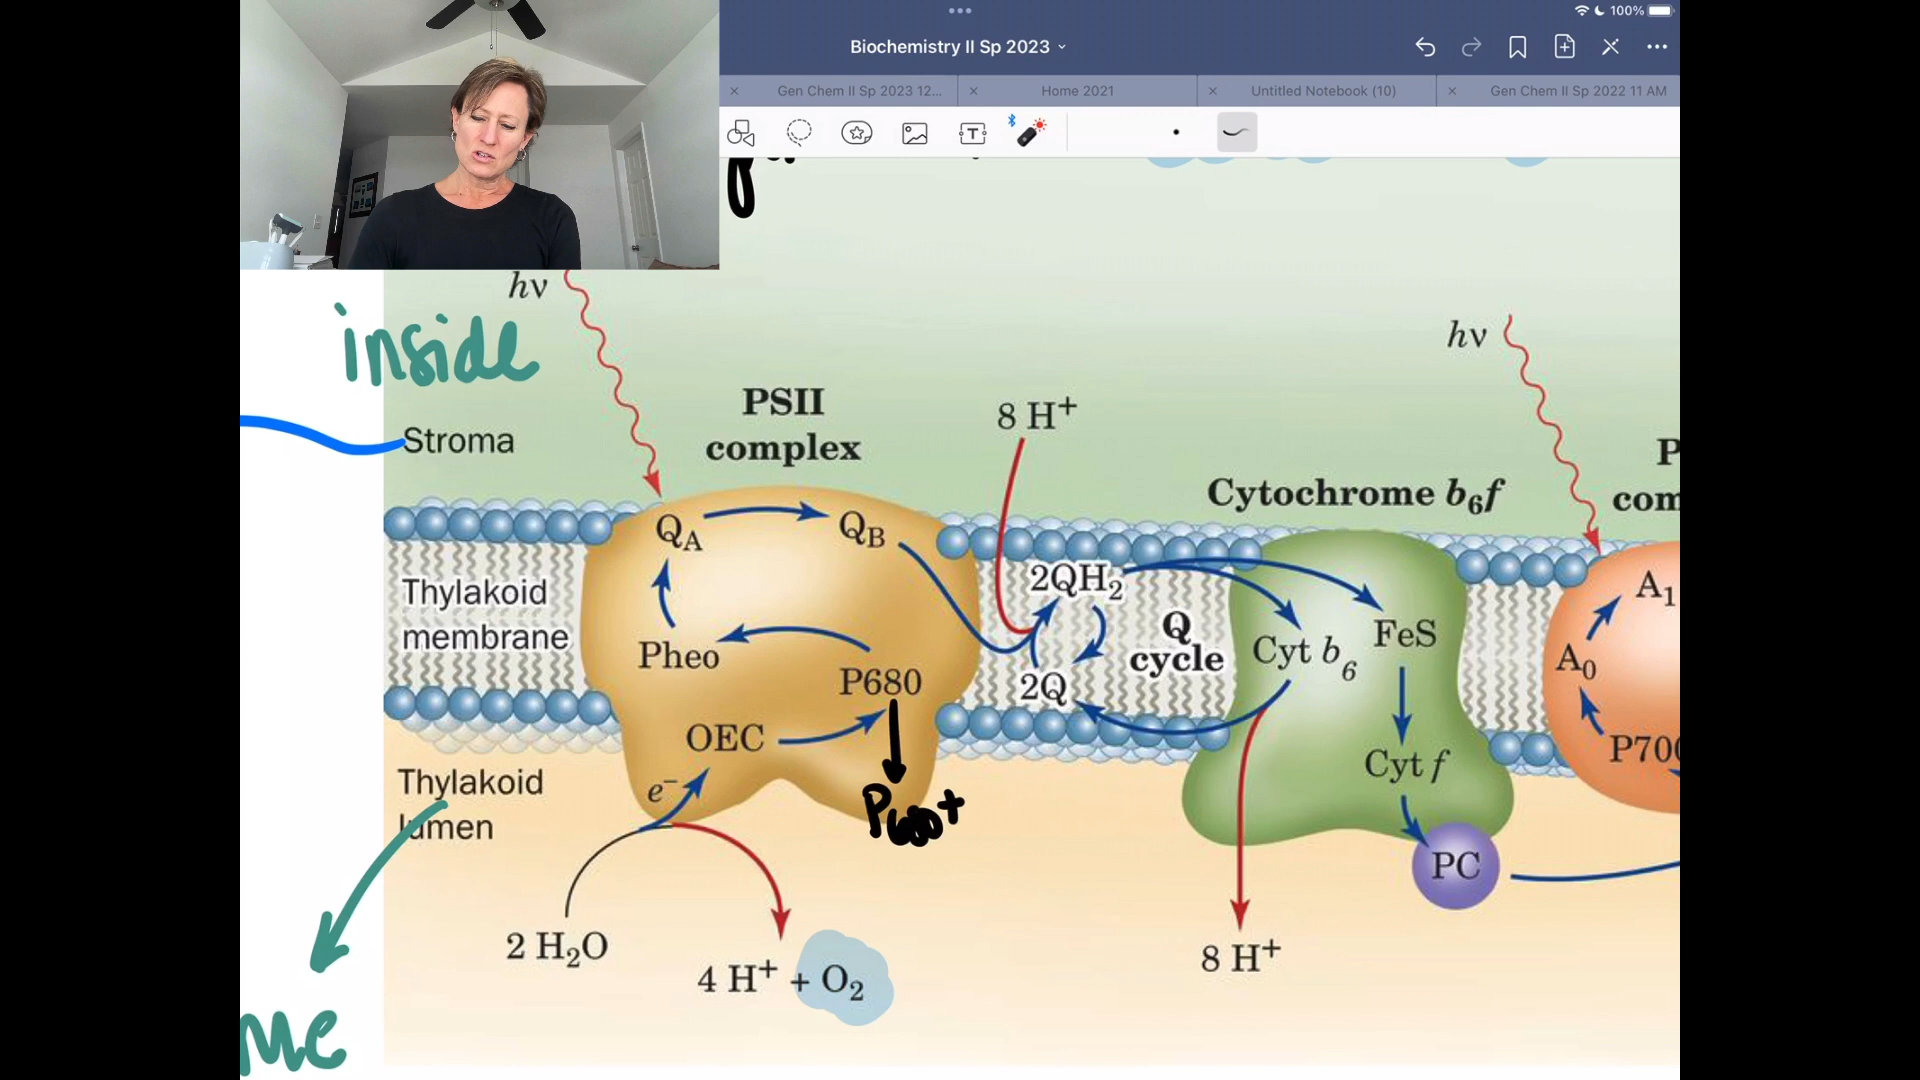 100%
Biochemistry II Sp 2023
Gen Chem II Sp 2023 12...
Home 2021
Untitled Notebook (10)
Gen Chem II Sp 2022 11 AM
T
hν
inside
hν
PSII
complex
8 H+
Stroma
P
com
Cytochrome b6f
QA
QB
Thylakoid
membrane
2QH2
A1
Q
cycle
Cyt b6
FeS
Pheo
A0
P680
2Q
OEC
P700
Cyt f
Thylakoid
lumen
e−
P680+
PC
2 H2O
4 H+ + O2
8 H+
me